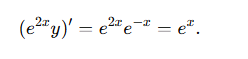 (e^{2x}y)′ = e^{2x}e^{−x} = e^{x}.